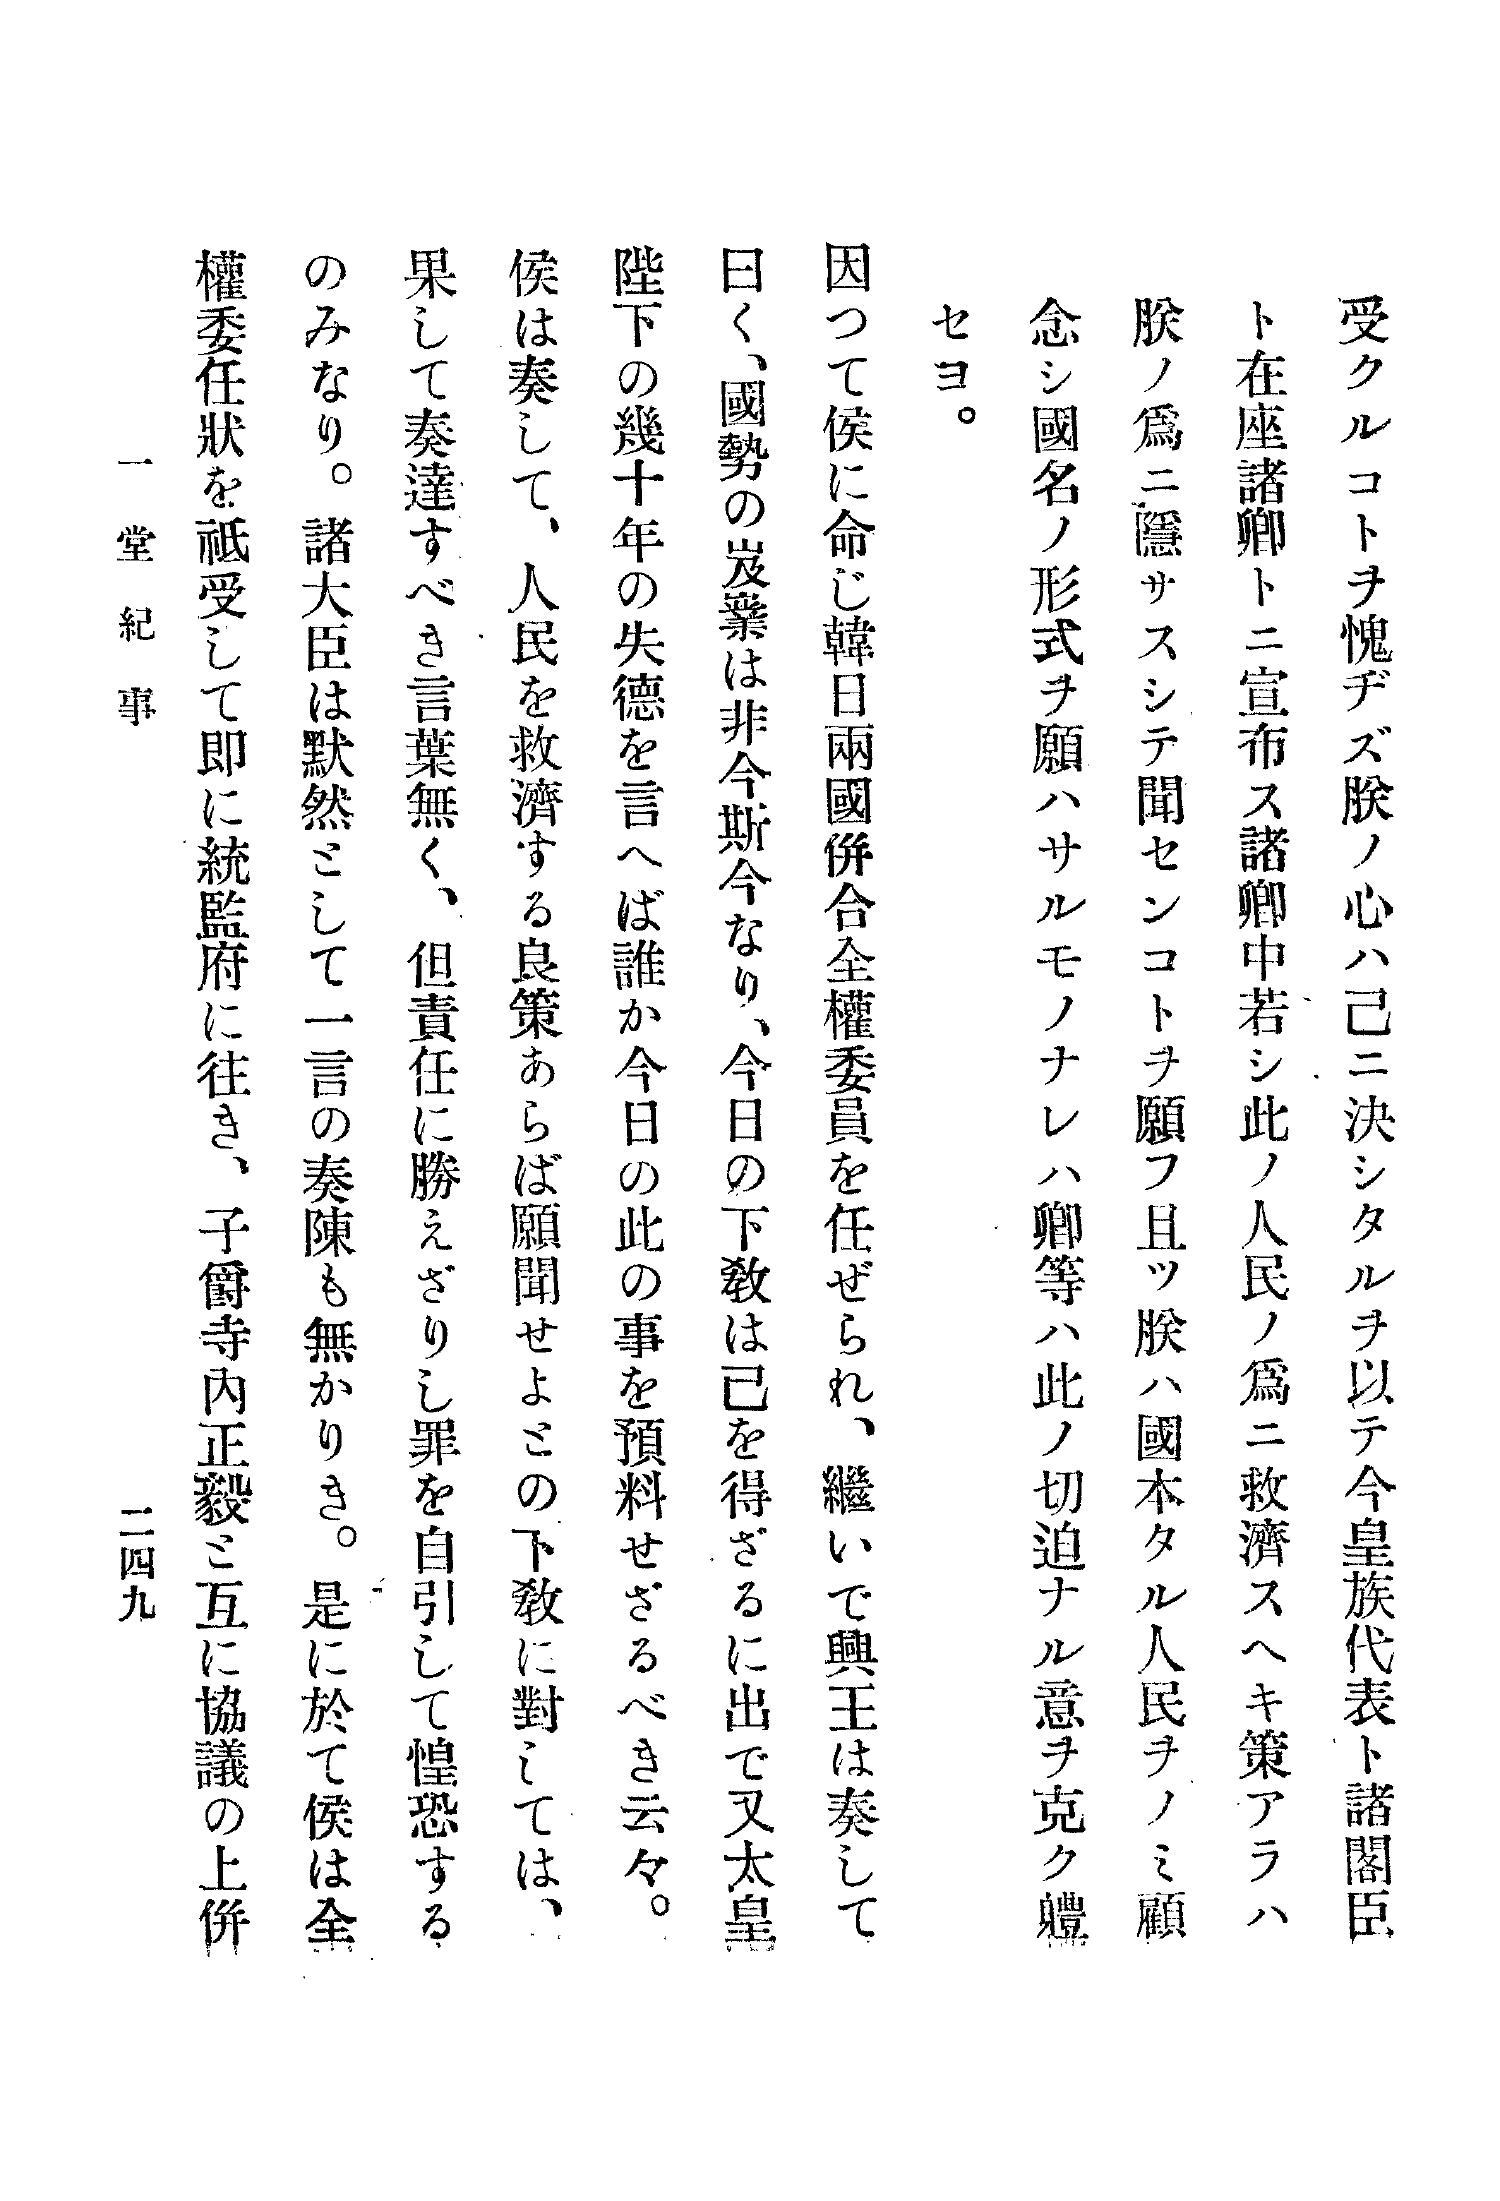 受クルコトヲ愧ヂズ朕ノ心ハ己ニ決シタルヲ以テ今皇族代表ト諸閣臣
ト在座諸卿トニ宣布ス諸卿中若シ此ノ人民ノ爲ニ救濟スヘキ策アラハ
朕ノ爲ニ隱サスシテ聞センコトヲ願フ且ツ朕ハ國本タル人民ヲノミ顧
念シ國名ノ形式ヲ願ハサルモノナレハ卿等ハ此ノ切迫ナル意ヲ克ク軆
セヨ。
因つて侯に命じ韓日兩國併合全權委員を任ぜられ、繼いで興王は奏して
曰く、國勢の岌業は非今斯今なり、今日の下敎は己を得ざるに出で又太皇
陛下の幾十年の失德を言へば誰か今日の此の事を預料せざるべき云々。
侯は奏して、人民を救濟する良策あらば願聞せよとの下敎に對しては、
果して奏達すべき言葉無く、但責任に勝えざりし罪を自引して惶恐する
のみなり。諸大臣は默然として一言の奏陳も無かりき。是に於て侯は全
權委任狀を祗受して即に統監府に往き、子爵寺內正毅と互に協議の上併
一堂紀事
二四九